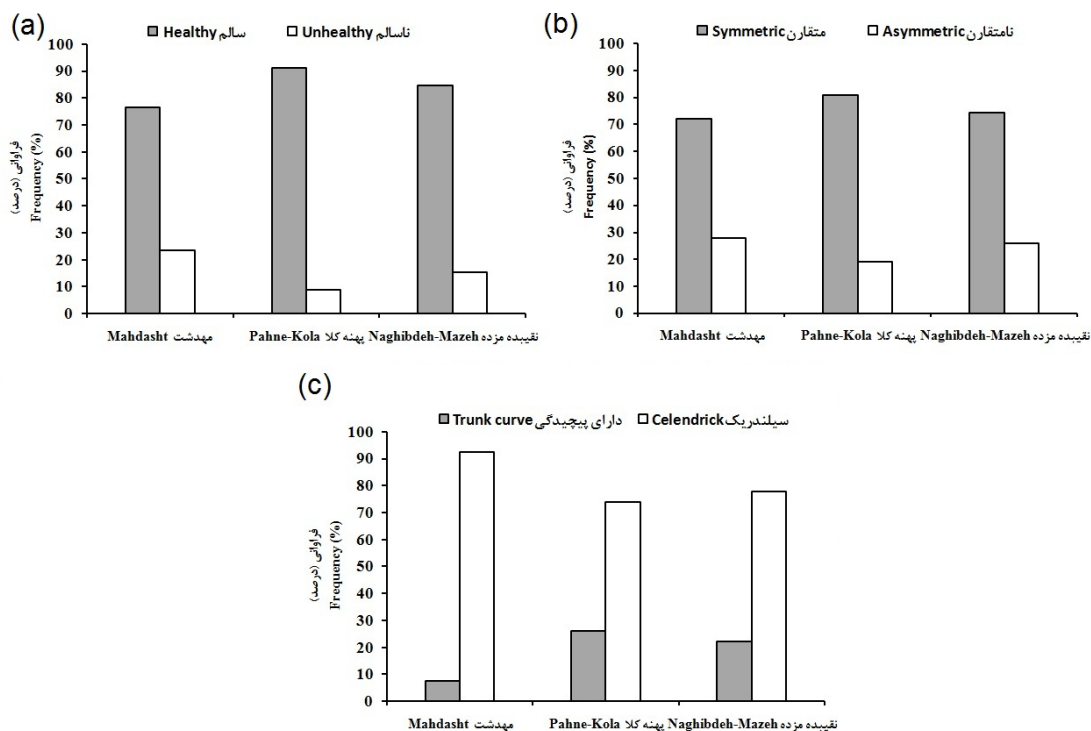 (a)
Healthy سالم Unhealthy ناسالم
100
90
80
70
60
50
40
30
20
10
0
فراوانی (درصد)
Frequency (%)
Mahdasht مهدشت Pahne-Kola پهنه کلا Naghibdeh-Mazeh نقیبده مزده
(b)
Symmetric متقارن Asymmetric نامتقارن
100
90
80
70
60
50
40
30
20
10
0
فراوانی (درصد)
Frequency (%)
Mahdasht مهدشت Pahne-Kola پهنه کلا Naghibdeh-Mazeh نقیبده مزده
(c)
Trunk curve دارای پیچیدگی Celendrick سیلندریک
100
90
80
70
60
50
40
30
20
10
0
فراوانی (درصد)
Frequency (%)
Mahdasht مهدشت Pahne-Kola پهنه کلا Naghibdeh-Mazeh نقیبده مزده